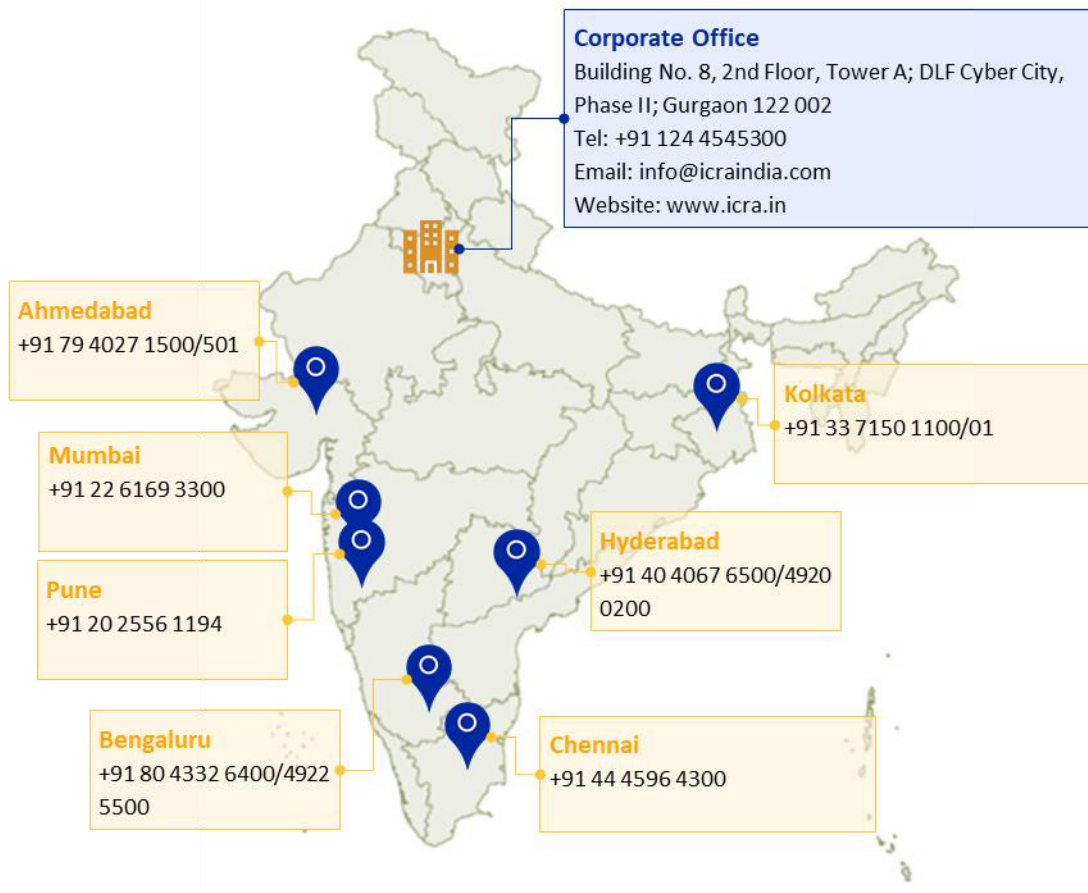 Corporate Office
Building No. 8, 2nd Floor, Tower A; DLF Cyber City,
Phase II; Gurgaon 122 002
Tel: +91 124 4545300
Email: info@icraindia.com
Website: www.icra.in
Ahmedabad
+91 79 4027 1500/501
Kolkata
+91 33 7150 1100/01
Mumbai
+91 22 6169 3300
Hyderabad
+91 40 4067 6500/4920
0200
Pune
+91 20 2556 1194
Bengaluru
+91 80 4332 6400/4922
5500
Chennai
+91 44 4596 4300